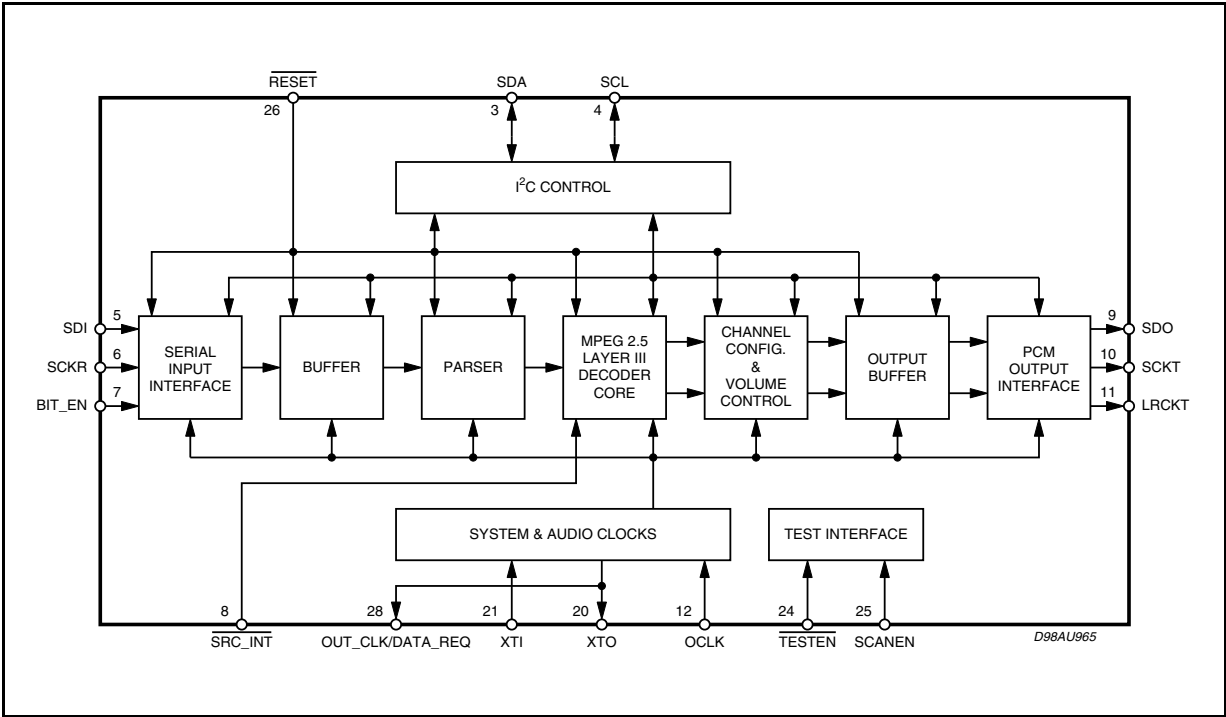 RESET
SDA
SCL
26
3
4
I²C CONTROL
SDI
5
SCKR
6
BIT_EN
7
SERIAL
INPUT
INTERFACE
BUFFER
PARSER
MPEG 2.5
LAYER III
DECODER
CORE
CHANNEL
CONFIG.
&
VOLUME
CONTROL
OUTPUT
BUFFER
PCM
OUTPUT
INTERFACE
9
SDO
10
SCKT
11
LRCKT
SYSTEM & AUDIO CLOCKS
TEST INTERFACE
8
28
21
20
12
24
25
SRC_INT
OUT_CLK/DATA_REQ
XTI
XTO
OCLK
TESTEN
SCANEN
D98AU965